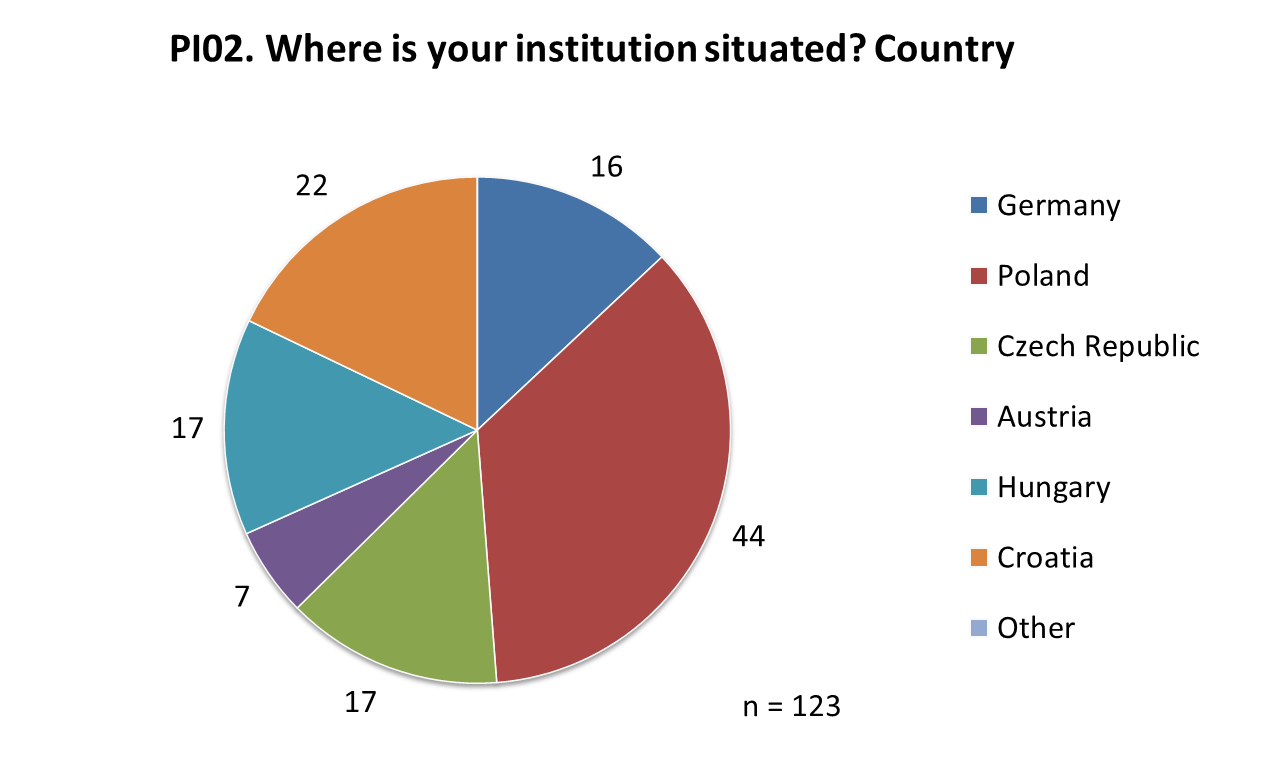 PI02. Where is your institution situated? Country
16
22
17
7
17
44
n = 123
Germany
Poland
Czech Republic
Austria
Hungary
Croatia
Other